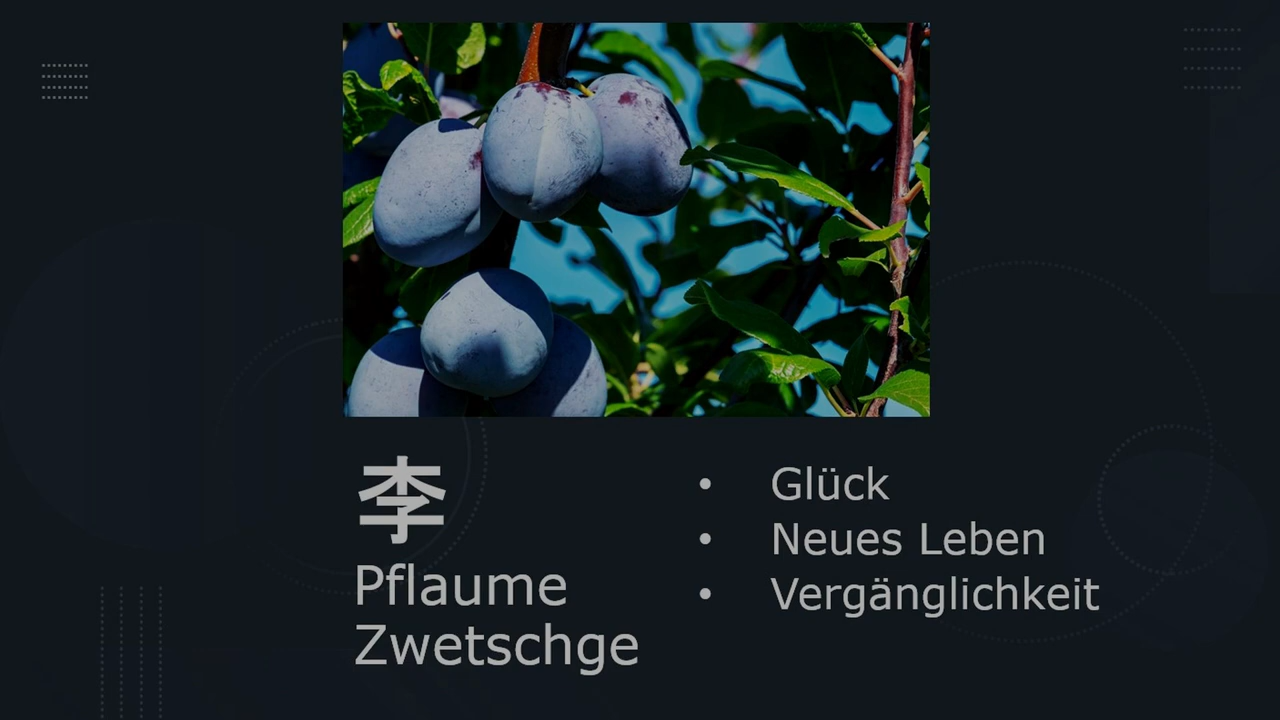 李
Pflaume
Zwetschge
• Glück
• Neues Leben
• Vergänglichkeit